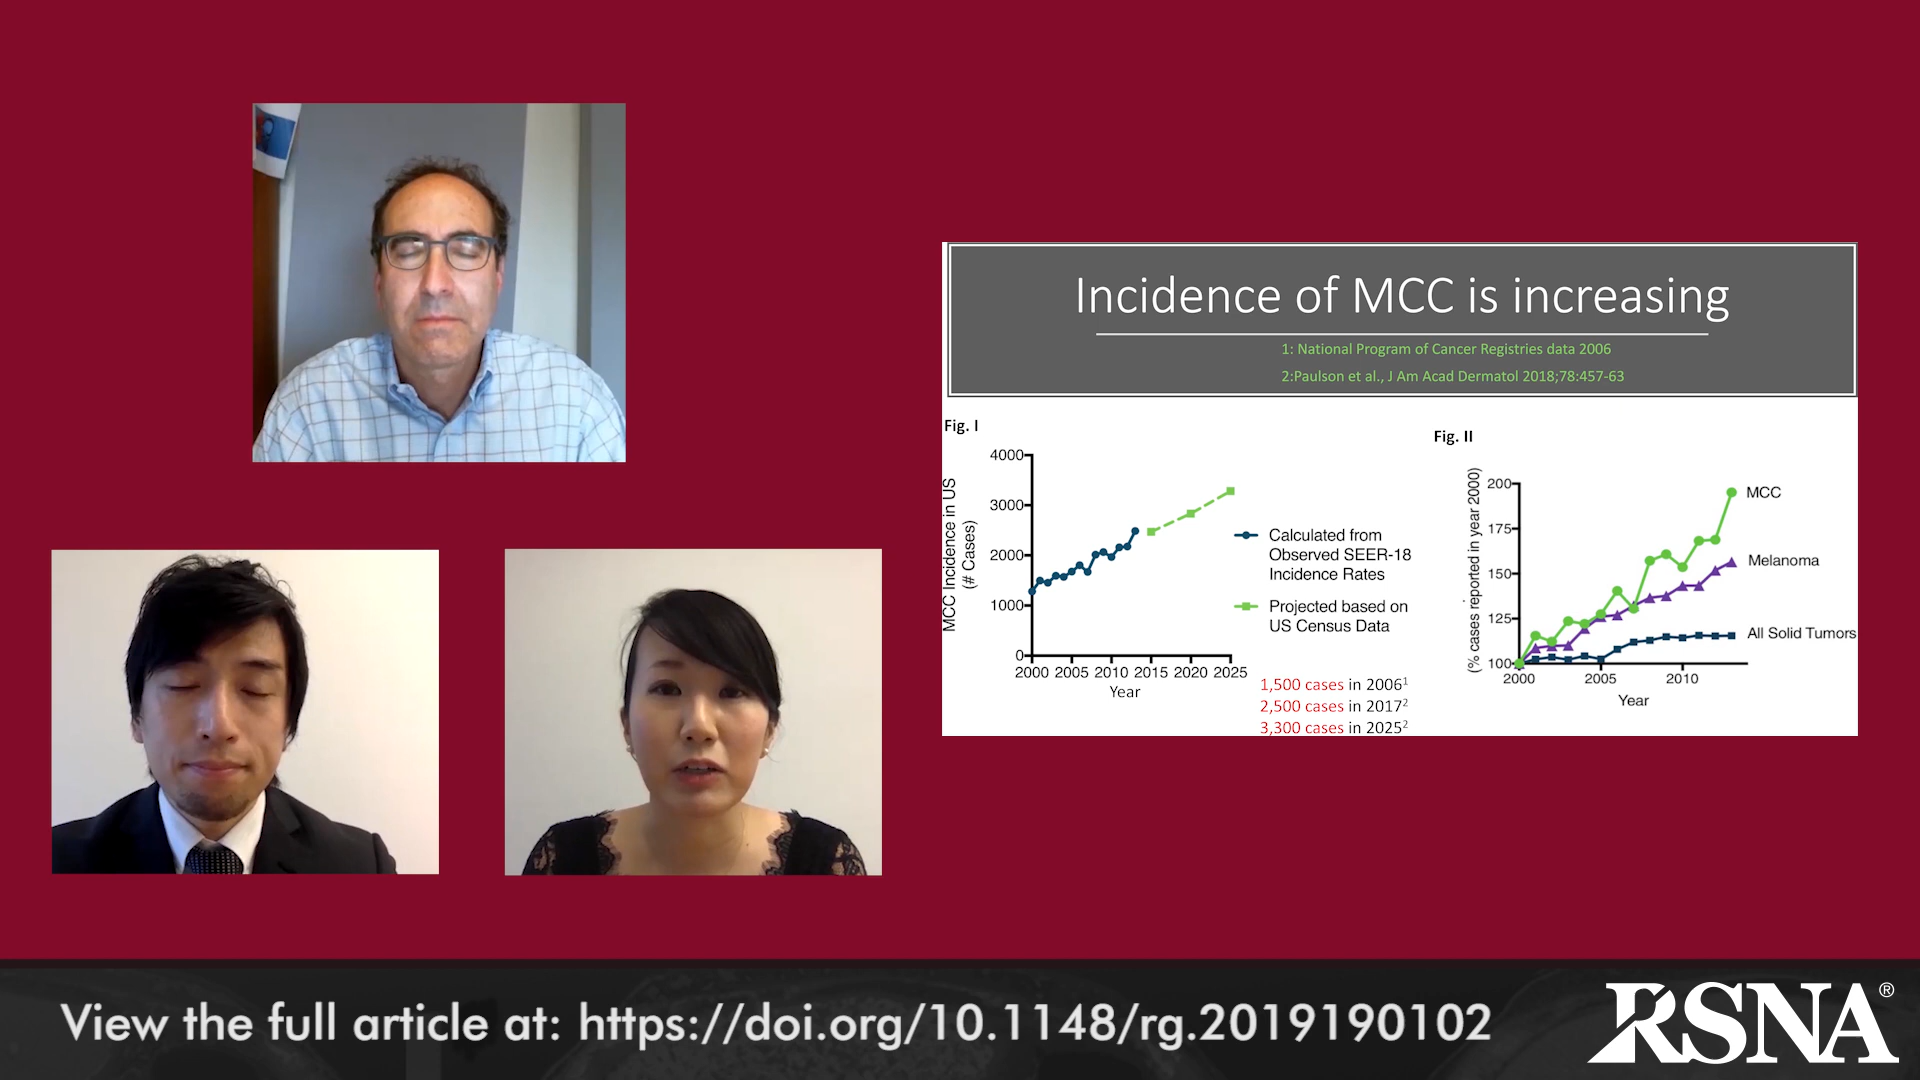 Incidence of MCC is increasing
1: National Program of Cancer Registries data 2006
2:Paulson et al., J Am Acad Dermatol 2018;78:457-63
Fig. I
MCC Incidence in US
(# Cases)
4000
3000
2000
1000
0
2000 2005 2010 2015 2020 2025
Year
Calculated from
Observed SEER-18
Incidence Rates
Projected based on
US Census Data
1,500 cases in 2006¹
2,500 cases in 2017²
3,300 cases in 2025²
Fig. II
(% cases reported in year 2000)
200
175
150
125
100
2000 2005 2010
Year
MCC
Melanoma
All Solid Tumors
View the full article at: https://doi.org/10.1148/rg.2019190102
RSNA®